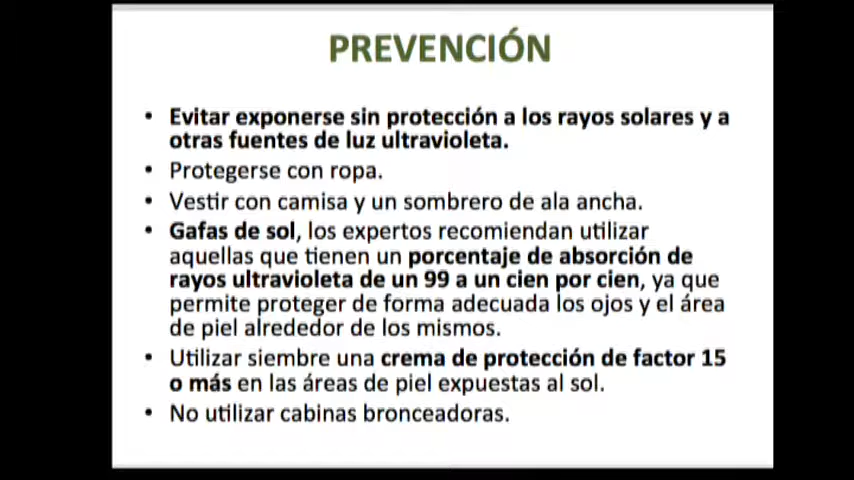 PREVENCIÓN
• Evitar exponerse sin protección a los rayos solares y a
otras fuentes de luz ultravioleta.
• Protegerse con ropa.
• Vestir con camisa y un sombrero de ala ancha.
• Gafas de sol, los expertos recomiendan utilizar
aquellas que tienen un porcentaje de absorción de
rayos ultravioleta de un 99 a un cien por cien, ya que
permite proteger de forma adecuada los ojos y el área
de piel alrededor de los mismos.
• Utilizar siembre una crema de protección de factor 15
o más en las áreas de piel expuestas al sol.
• No utilizar cabinas bronceadoras.